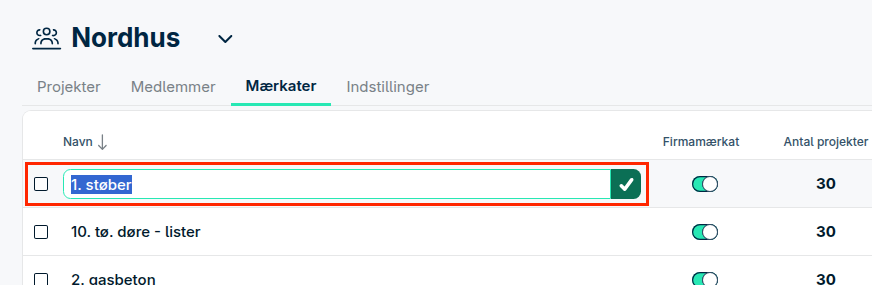 Nordhus
Projekter Medlemmer Mærkater Indstillinger
Navn Firmamærkat Antal projekter
1. støber 30
10. tø. døre - lister 30
2. gasbeton 30